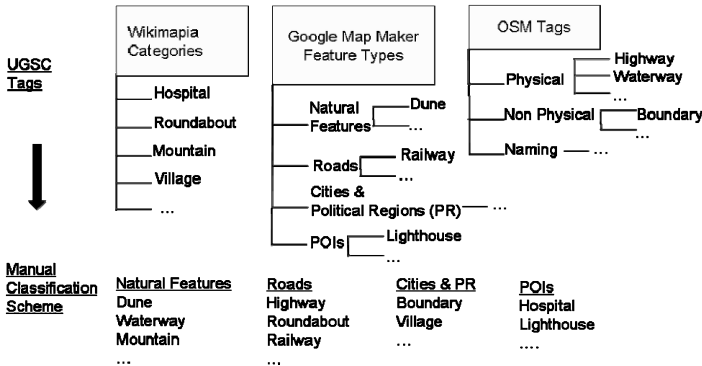 UGSC
Tags
Wikimapia
Categories
Hospital
Roundabout
Mountain
Village
...
Google Map Maker
Feature Types
Natural
Features
Dune
...
Roads
Railway
...
Cities &
Political Regions (PR)
...
POIs
Lighthouse
...
OSM Tags
Physical
Highway
Waterway
...
Non Physical
Boundary
...
Naming
...
Manual
Classification
Scheme
Natural Features
Dune
Waterway
Mountain
...
Roads
Highway
Roundabout
Railway
...
Cities & PR
Boundary
Village
...
POIs
Hospital
Lighthouse
....